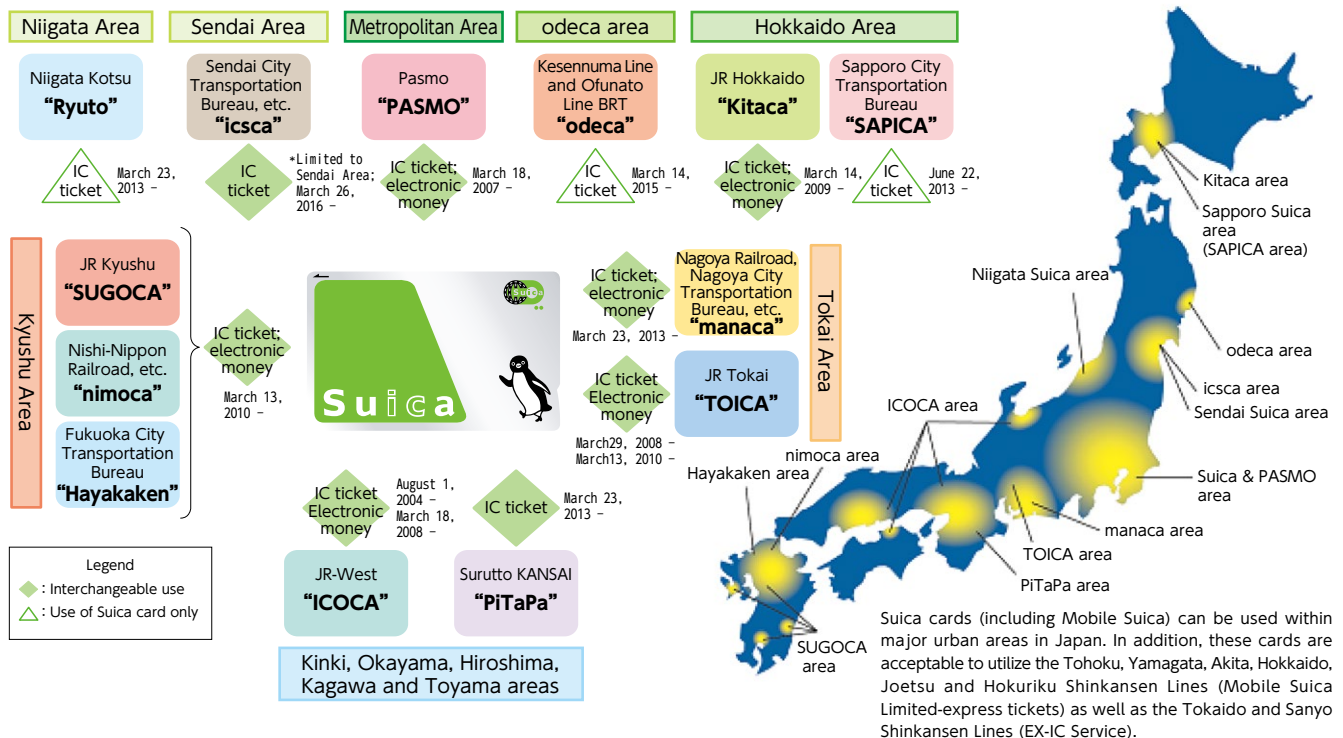 Niigata Area
Sendai Area
Metropolitan Area
odeca area
Hokkaido Area
Niigata Kotsu
“Ryuto”
Sendai City
Transportation
Bureau, etc.
“icsca”
Pasmo
“PASMO”
Kesennuma Line
and Ofunato
Line BRT
“odeca”
JR Hokkaido
“Kitaca”
Sapporo City
Transportation
Bureau
“SAPICA”
IC
ticket
March 23,
2013 –
IC
ticket
*Limited to
Sendai Area;
March 26,
2016 –
IC ticket;
electronic
money
March 18,
2007 –
IC
ticket
March 14,
2015 –
IC ticket;
electronic
money
March 14,
2009 –
IC
ticket
June 22,
2013 –
Kyushu Area
JR Kyushu
“SUGOCA”
Nishi-Nippon
Railroad, etc.
“nimoca”
Fukuoka City
Transportation
Bureau
“Hayakaken”
IC ticket;
electronic
money
March 13,
2010 –
Suica
Suica
IC ticket;
electronic
money
March 23, 2013 –
Nagoya Railroad,
Nagoya City
Transportation
Bureau, etc.
“manaca”
IC ticket
Electronic
money
March29, 2008 –
March13, 2010 –
JR Tokai
“TOICA”
Tokai Area
IC ticket
Electronic
money
August 1,
2004 –
March 18,
2008 –
IC ticket
March 23,
2013 –
JR-West
“ICOCA”
Surutto KANSAI
“PiTaPa”
Kinki, Okayama, Hiroshima,
Kagawa and Toyama areas
Legend
: Interchangeable use
: Use of Suica card only
Kitaca area
Sapporo Suica
area
(SAPICA area)
Niigata Suica area
odeca area
icsca area
Sendai Suica area
ICOCA area
nimoca area
Hayakaken area
Suica & PASMO
area
manaca area
TOICA area
PiTaPa area
SUGOCA
area
Suica cards (including Mobile Suica) can be used within
major urban areas in Japan. In addition, these cards are
acceptable to utilize the Tohoku, Yamagata, Akita, Hokkaido,
Joetsu and Hokuriku Shinkansen Lines (Mobile Suica
Limited-express tickets) as well as the Tokaido and Sanyo
Shinkansen Lines (EX-IC Service).